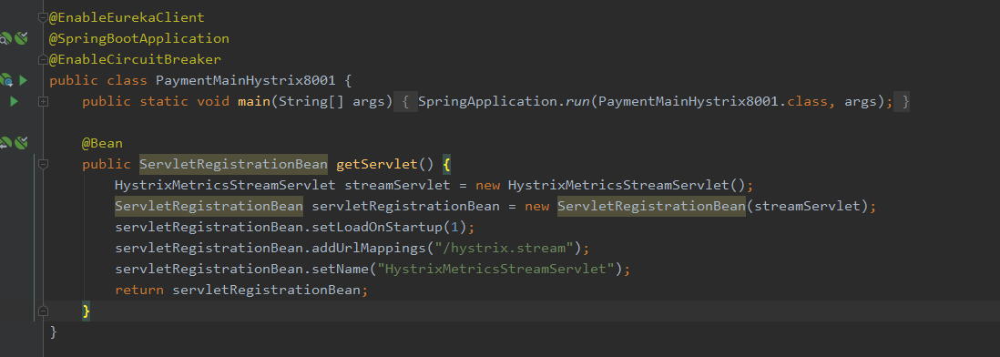 @EnableEurekaClient
@SpringBootApplication
@EnableCircuitBreaker
public class PaymentMainHystrix8001 {
public static void main(String[] args) { SpringApplication.run(PaymentMainHystrix8001.class, args); }
@Bean
public ServletRegistrationBean getServlet() {
HystrixMetricsStreamServlet streamServlet = new HystrixMetricsStreamServlet();
ServletRegistrationBean servletRegistrationBean = new ServletRegistrationBean(streamServlet);
servletRegistrationBean.setLoadOnStartup(1);
servletRegistrationBean.addUrlMappings("/hystrix.stream");
servletRegistrationBean.setName("HystrixMetricsStreamServlet");
return servletRegistrationBean;
}
}